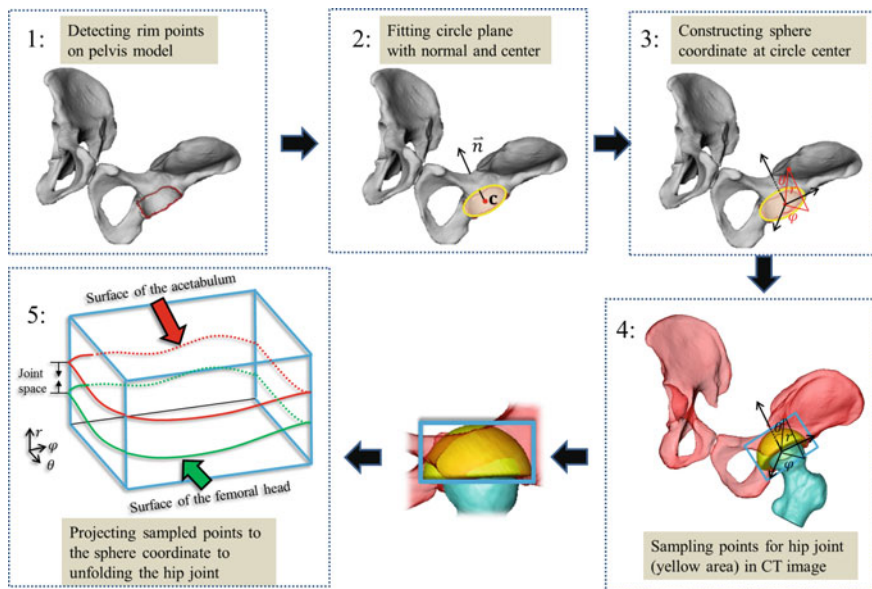 1:
Detecting rim points
on pelvis model
2:
Fitting circle plane
with normal and center
n
c
3:
Constructing sphere
coordinate at circle center
θ
r
φ
4:
θ
r
φ
Sampling points for hip joint
(yellow area) in CT image
5:
Surface of the acetabulum
Joint
space
r
φ
θ
Surface of the femoral head
Projecting sampled points to
the sphere coordinate to
unfolding the hip joint